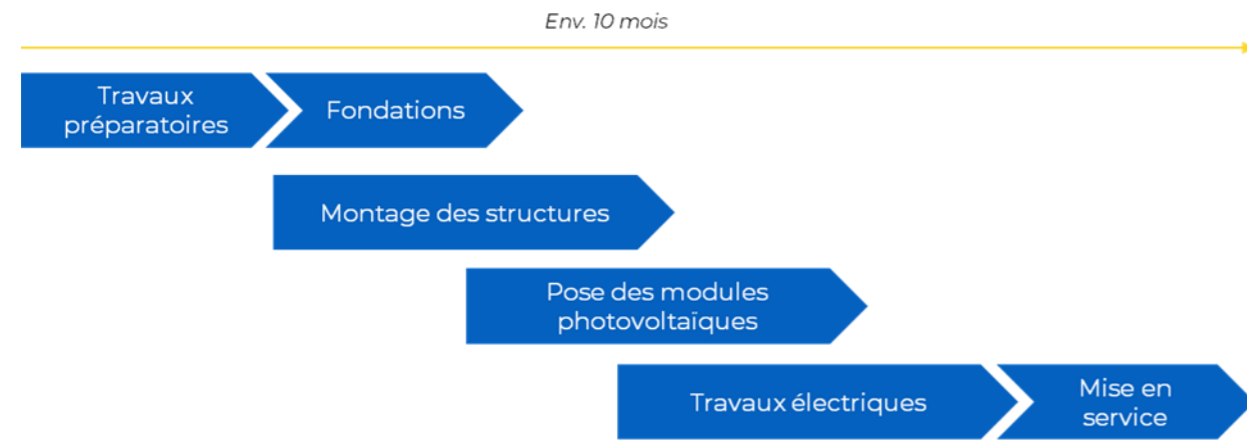 Env. 10 mois
Travaux
préparatoires
Fondations
Montage des structures
Pose des modules
photovoltaïques
Travaux électriques
Mise en
service